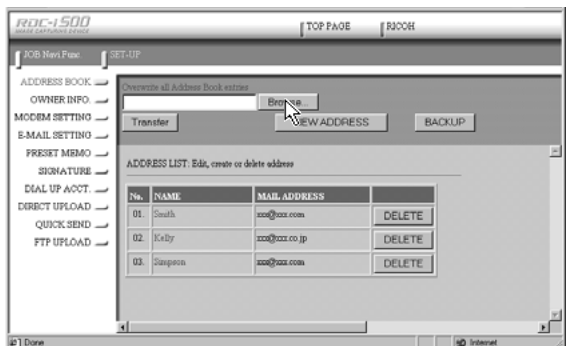 RDC-i500
IMAGE CAPTURING DEVICE
TOP PAGE
RICOH
JOB Navi Func.
SET-UP
ADDRESS BOOK
OWNER INFO.
MODEM SETTING
E-MAIL SETTING
PRESET MEMO
SIGNATURE
DIAL UP ACCT.
DIRECT UPLOAD
QUICK SEND
FTP UPLOAD
Overwrite all Address Book entries
Browse...
Transfer
VIEW ADDRESS
BACKUP
ADDRESS LIST: Edit, create or delete address
No. NAME MAIL ADDRESS
01. Smith xxx@xxx.com DELETE
02. Kelly xxx@xxx.co.jp DELETE
03. Simpson xxx@xxx.com DELETE
Done
Internet